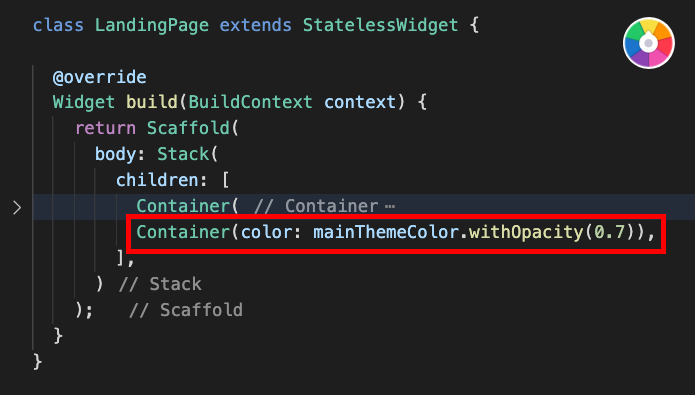 class LandingPage extends StatelessWidget {
@override
Widget build(BuildContext context) {
return Scaffold(
body: Stack(
children: [
Container( // Container ⋯
Container(color: mainThemeColor.withOpacity(0.7)),
],
) // Stack
); // Scaffold
}
}